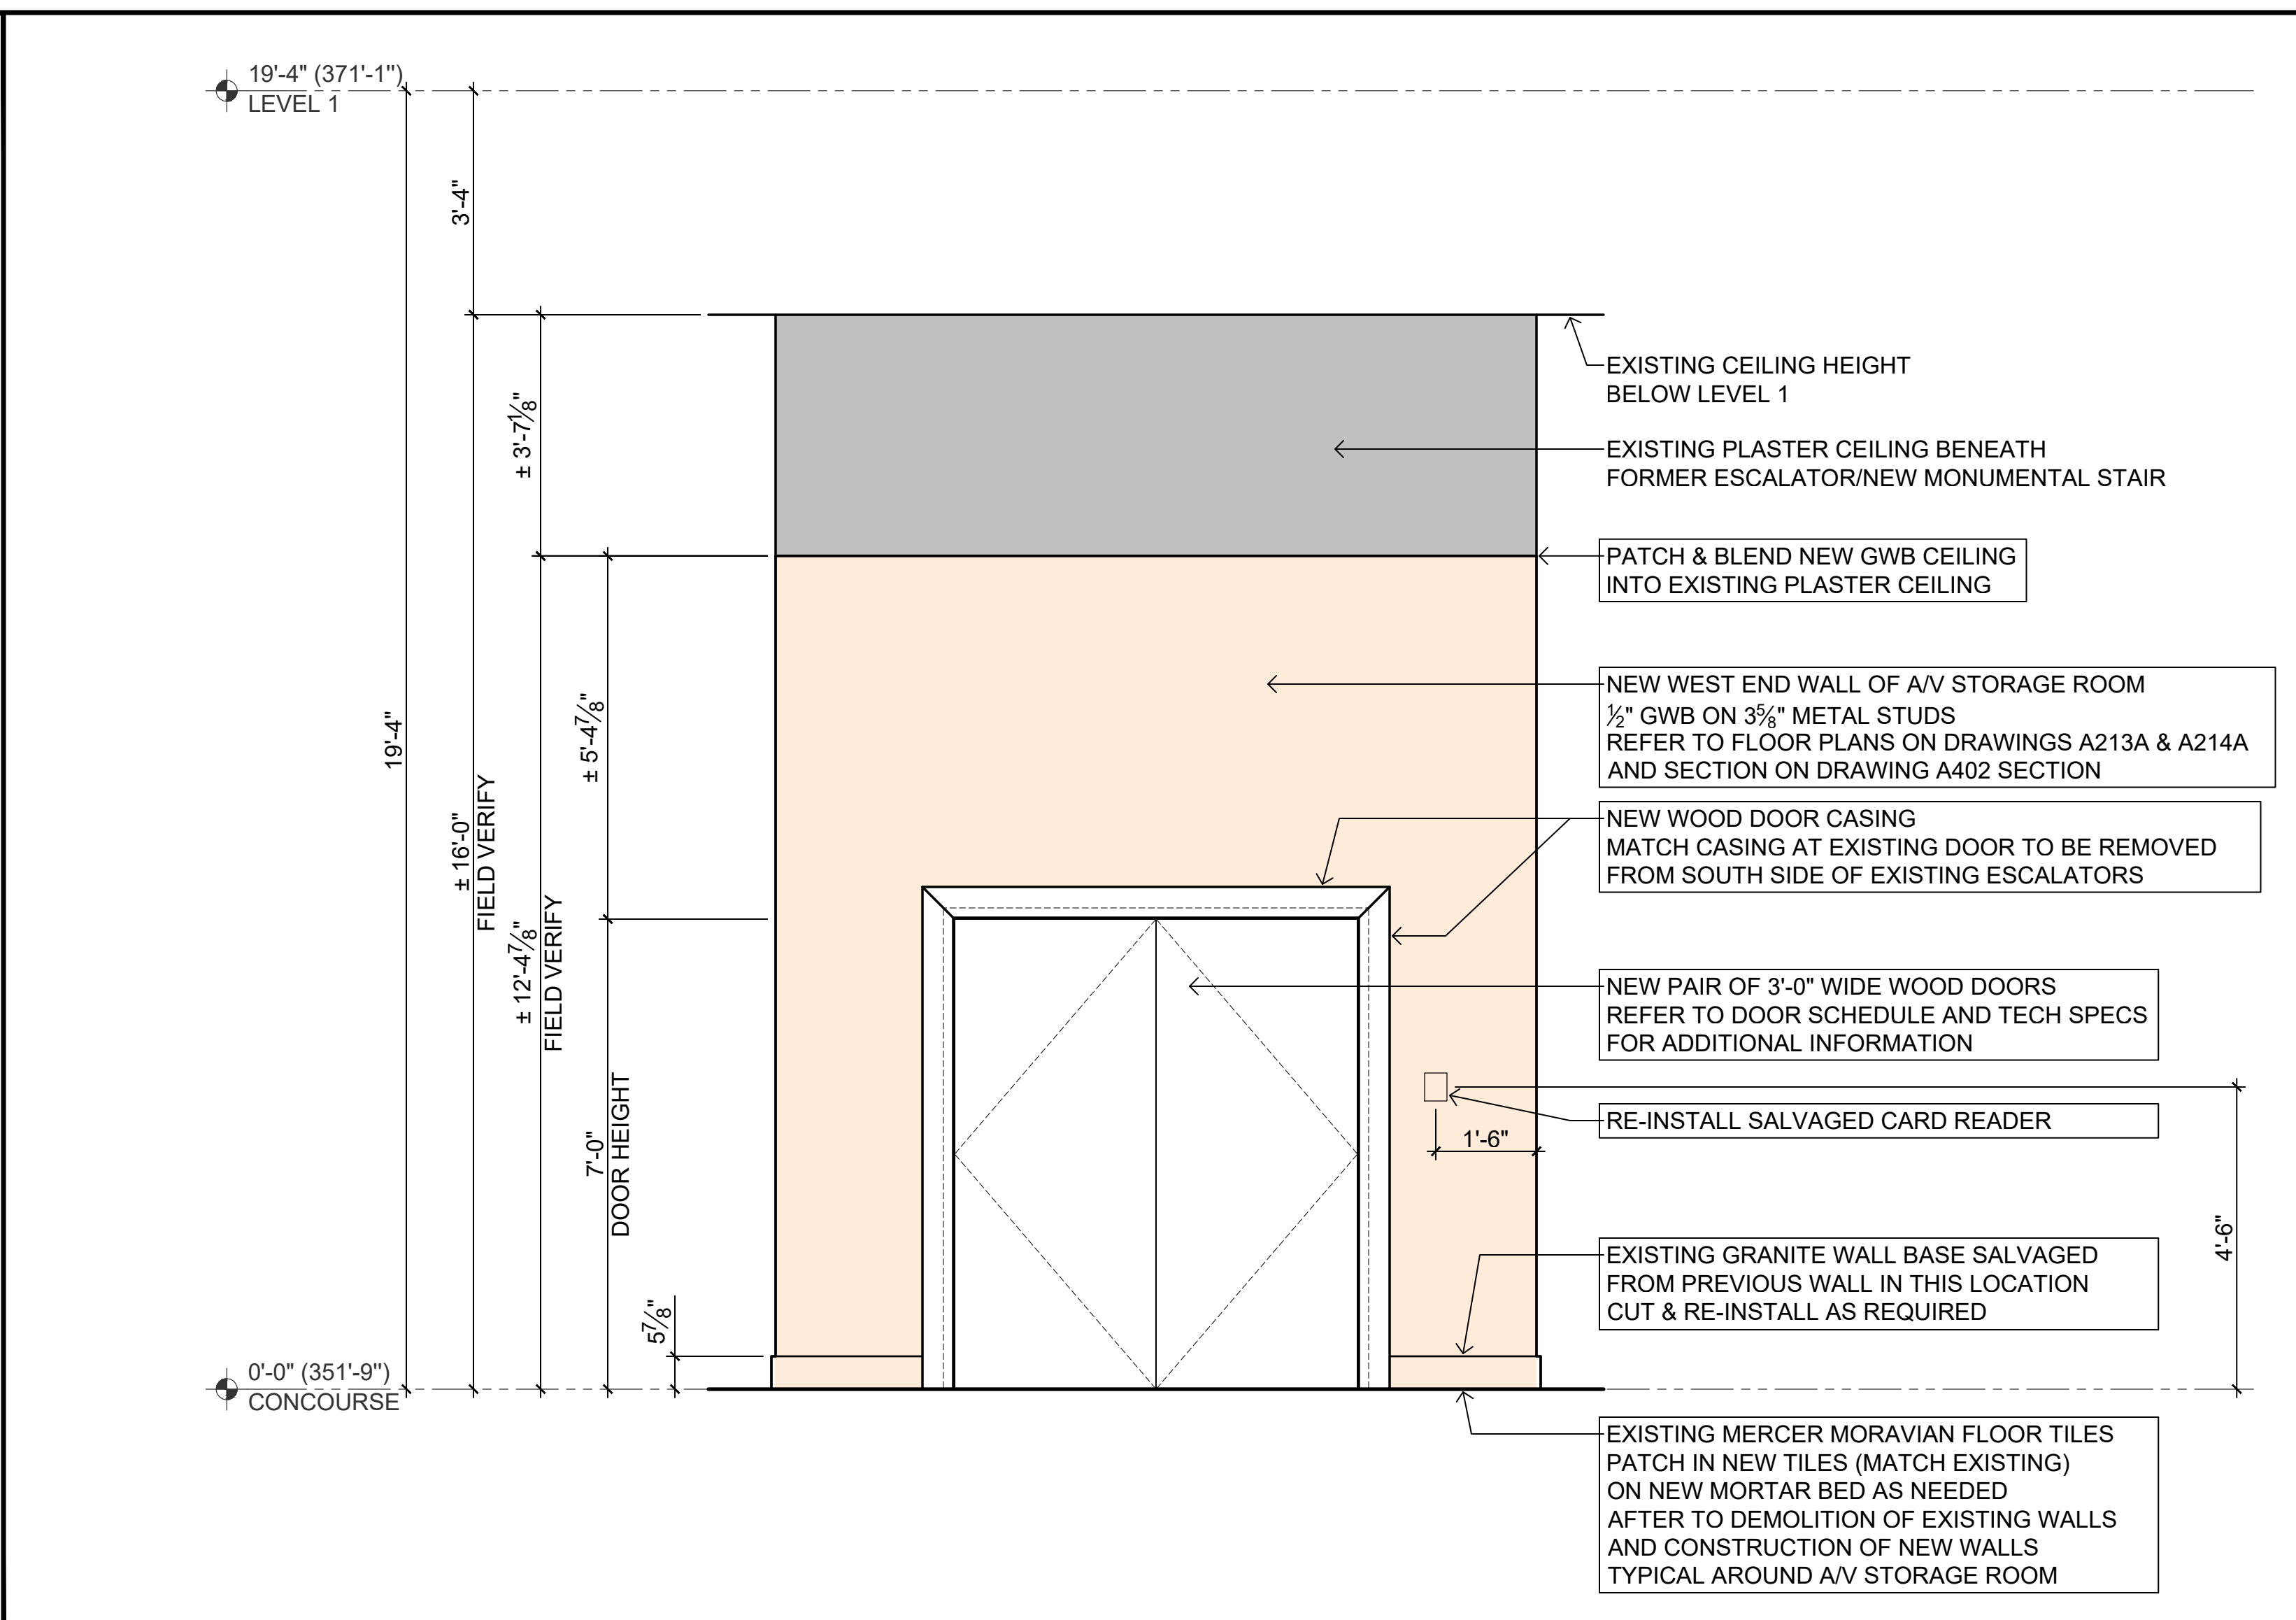 19'-4" (371'-1")
LEVEL 1
3'-4"
± 3'-7⅛"
19'-4"
± 16'-0"
FIELD VERIFY
± 12'-4⅞"
FIELD VERIFY
± 5'-4⅞"
7'-0"
DOOR HEIGHT
5⅞"
0'-0" (351'-9")
CONCOURSE
EXISTING CEILING HEIGHT
BELOW LEVEL 1
EXISTING PLASTER CEILING BENEATH
FORMER ESCALATOR/NEW MONUMENTAL STAIR
PATCH & BLEND NEW GWB CEILING
INTO EXISTING PLASTER CEILING
NEW WEST END WALL OF A/V STORAGE ROOM
½" GWB ON 3⅝" METAL STUDS
REFER TO FLOOR PLANS ON DRAWINGS A213A & A214A
AND SECTION ON DRAWING A402 SECTION
NEW WOOD DOOR CASING
MATCH CASING AT EXISTING DOOR TO BE REMOVED
FROM SOUTH SIDE OF EXISTING ESCALATORS
NEW PAIR OF 3'-0" WIDE WOOD DOORS
REFER TO DOOR SCHEDULE AND TECH SPECS
FOR ADDITIONAL INFORMATION
RE-INSTALL SALVAGED CARD READER
1'-6"
4'-6"
EXISTING GRANITE WALL BASE SALVAGED
FROM PREVIOUS WALL IN THIS LOCATION
CUT & RE-INSTALL AS REQUIRED
EXISTING MERCER MORAVIAN FLOOR TILES
PATCH IN NEW TILES (MATCH EXISTING)
ON NEW MORTAR BED AS NEEDED
AFTER TO DEMOLITION OF EXISTING WALLS
AND CONSTRUCTION OF NEW WALLS
TYPICAL AROUND A/V STORAGE ROOM